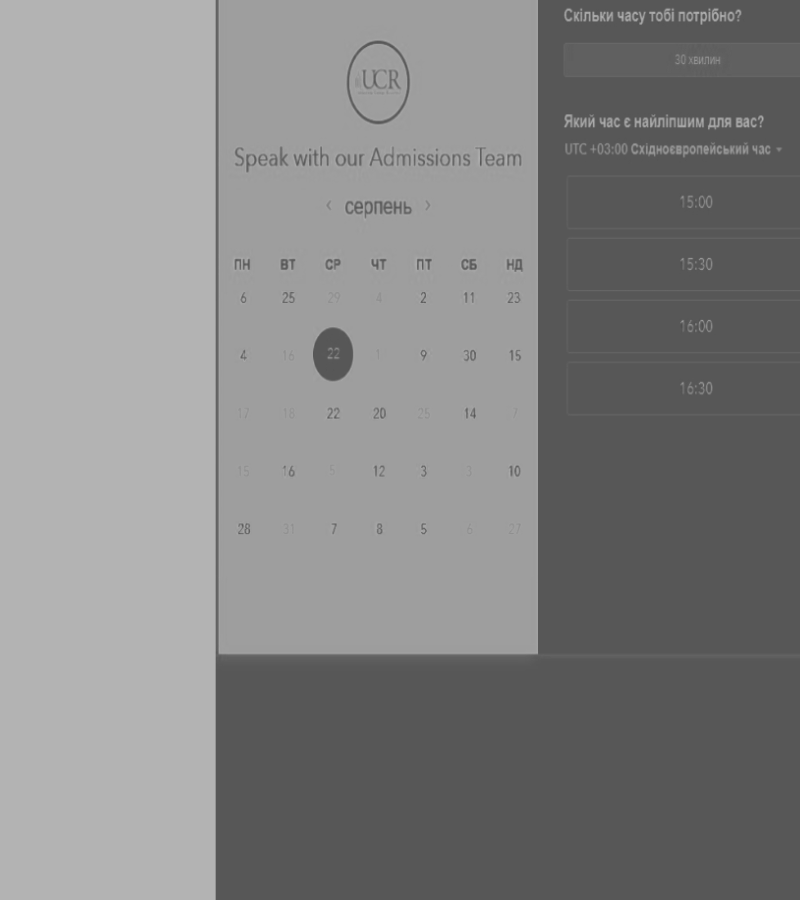 UCR
Speak with our Admissions Team
‹ серпень ›
ПН ВТ СР ЧТ ПТ СБ НД
6 25 29 4 2 11 23
4 16 22 1 9 30 15
17 18 22 20 25 14 7
15 16 5 12 3 3 10
28 31 7 8 5 6 27
Скільки часу тобі потрібно?
30 хвилин
Який час є найліпшим для вас?
UTC +03:00 Східноєвропейський час
15:00
15:30
16:00
16:30